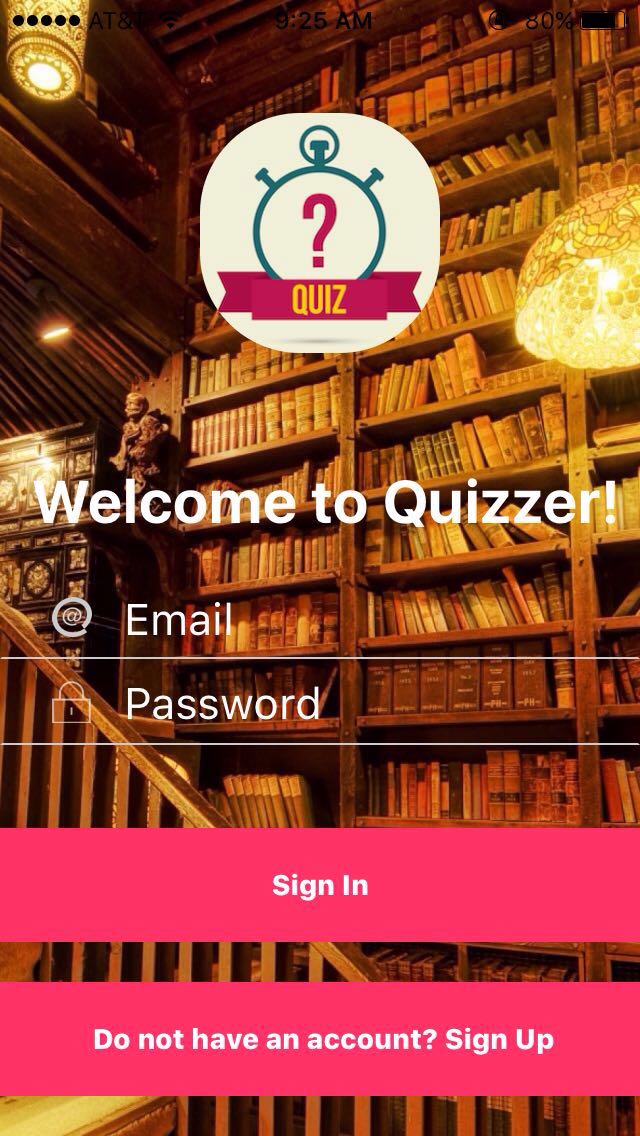 AT&T 9:25 AM 80%
?
QUIZ
Welcome to Quizzer!
@ Email
Password
Sign In
Do not have an account? Sign Up